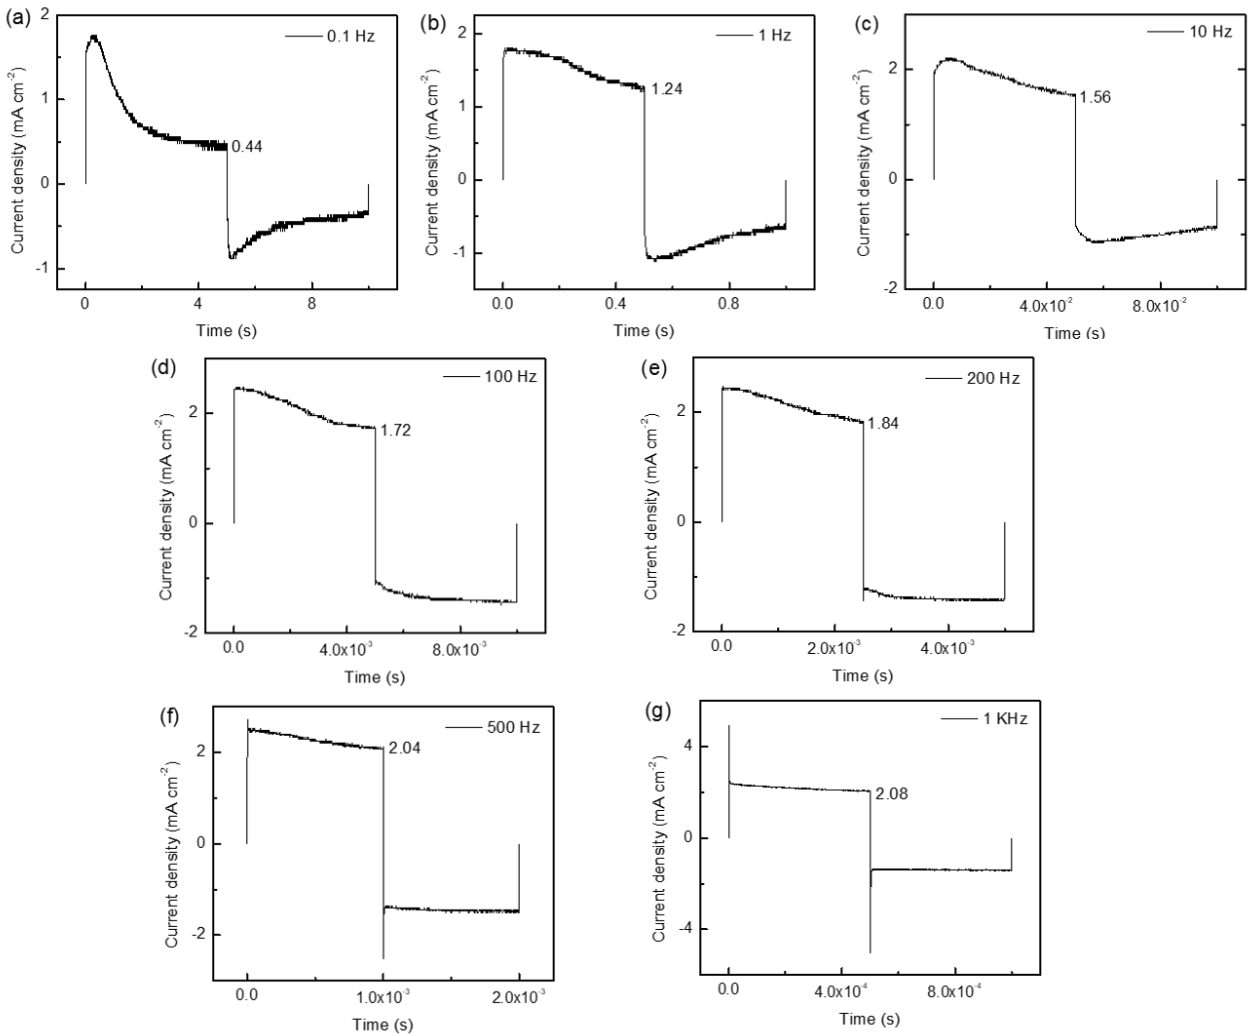 (a)
2
1
0
-1
Current density (mA cm⁻²)
0.1 Hz
0.44
0
4
8
Time (s)
(b)
2
1
0
-1
Current density (mA cm⁻²)
1 Hz
1.24
0.0
0.4
0.8
Time (s)
(c)
2
0
-2
Current density (mA cm⁻²)
10 Hz
1.56
0.0
4.0x10⁻²
8.0x10⁻²
Time (s)
(d)
2
0
-2
Current density (mA cm⁻²)
100 Hz
1.72
0.0
4.0x10⁻³
8.0x10⁻³
Time (s)
(e)
2
0
-2
Current density (mA cm⁻²)
200 Hz
1.84
0.0
2.0x10⁻³
4.0x10⁻³
Time (s)
(f)
2
0
-2
Current density (mA cm⁻²)
500 Hz
2.04
0.0
1.0x10⁻³
2.0x10⁻³
Time (s)
(g)
4
2
0
-2
-4
-6
Current density (mA cm⁻²)
1 KHz
2.08
0.0
4.0x10⁻⁴
8.0x10⁻⁴
Time (s)